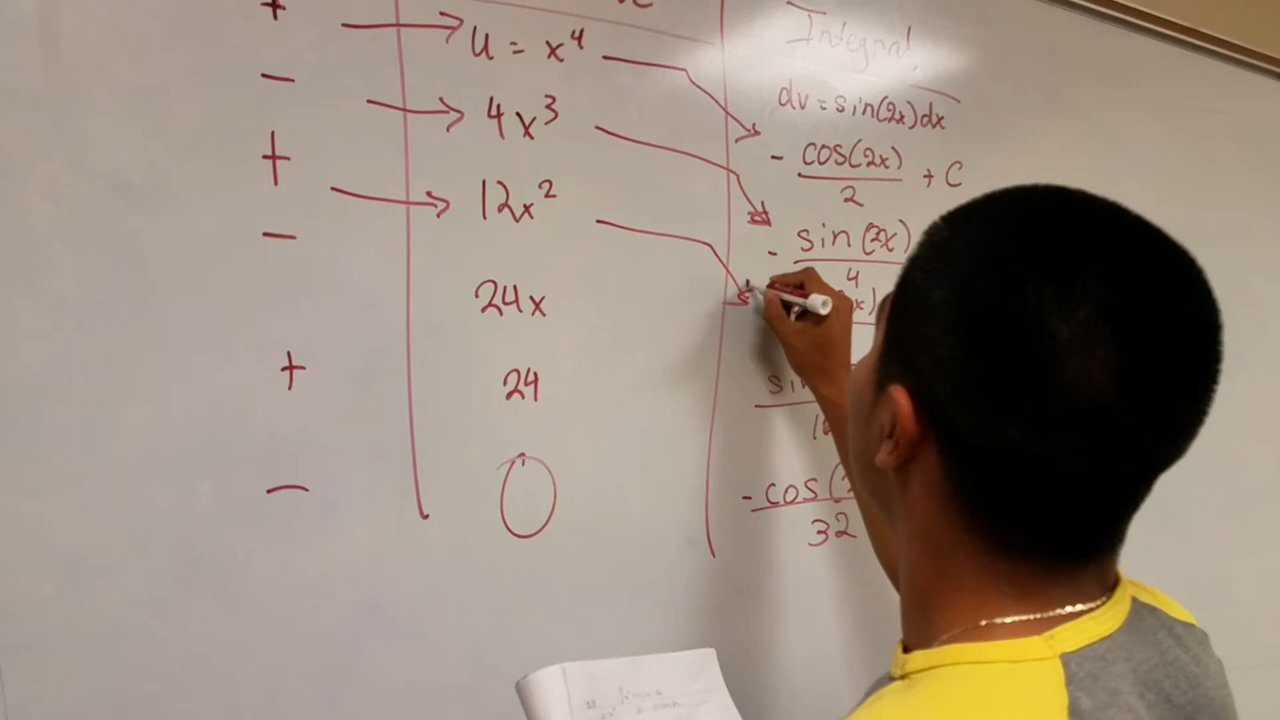 Integral
+ u = x⁴ dv = sin(2x)dx
− 4x³ - cos(2x)/2 + C
+ 12x² - sin(2x)/4
− 24x x)
+ 24
− 0 - cos( /32